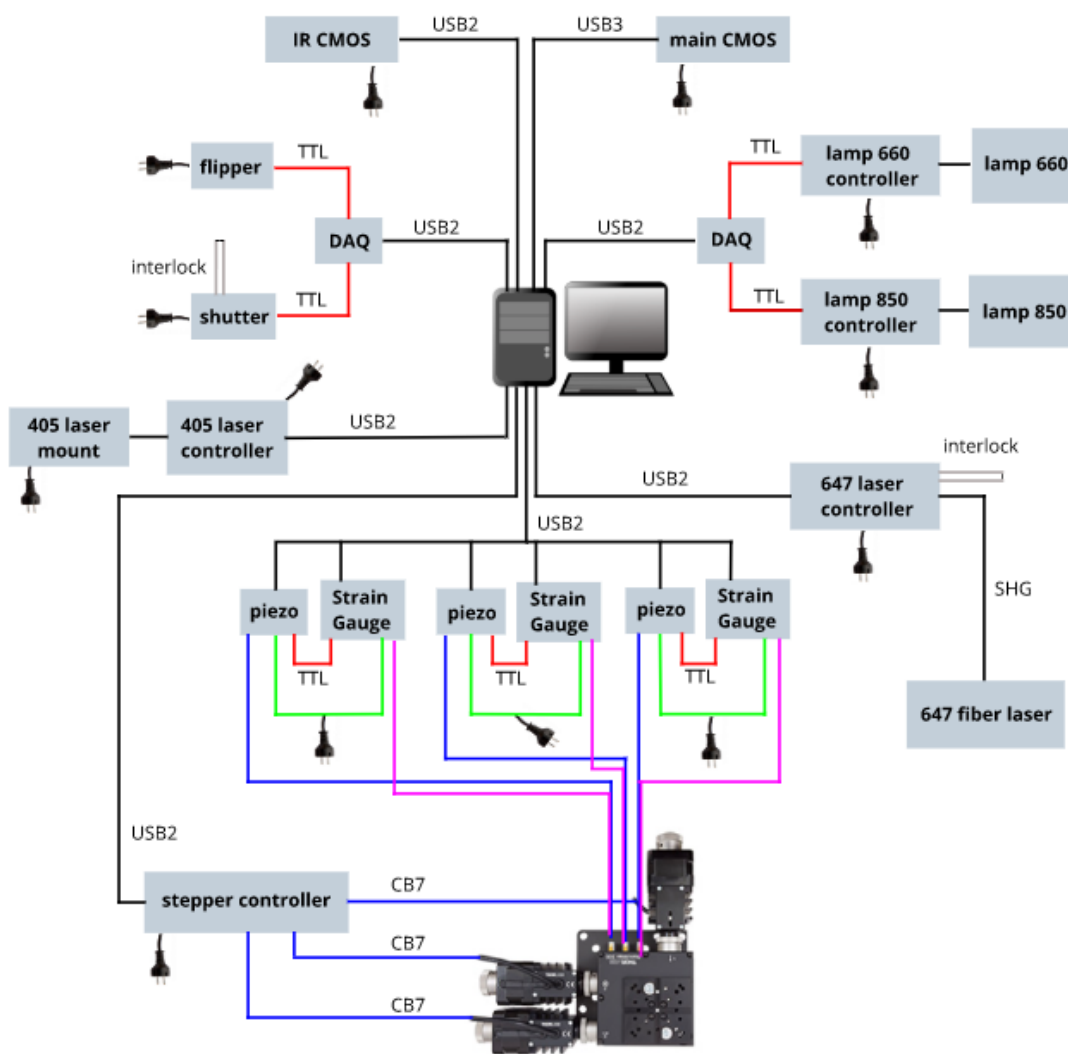 USB2
USB3
IR CMOS
main CMOS
TTL
flipper
TTL
lamp 660
controller
lamp 660
DAQ
USB2
USB2
DAQ
interlock
shutter
TTL
TTL
lamp 850
controller
lamp 850
405 laser
mount
405 laser
controller
USB2
interlock
USB2
647 laser
controller
USB2
SHG
piezo
Strain
Gauge
piezo
Strain
Gauge
piezo
Strain
Gauge
TTL
TTL
TTL
647 fiber laser
USB2
stepper controller
CB7
CB7
CB7